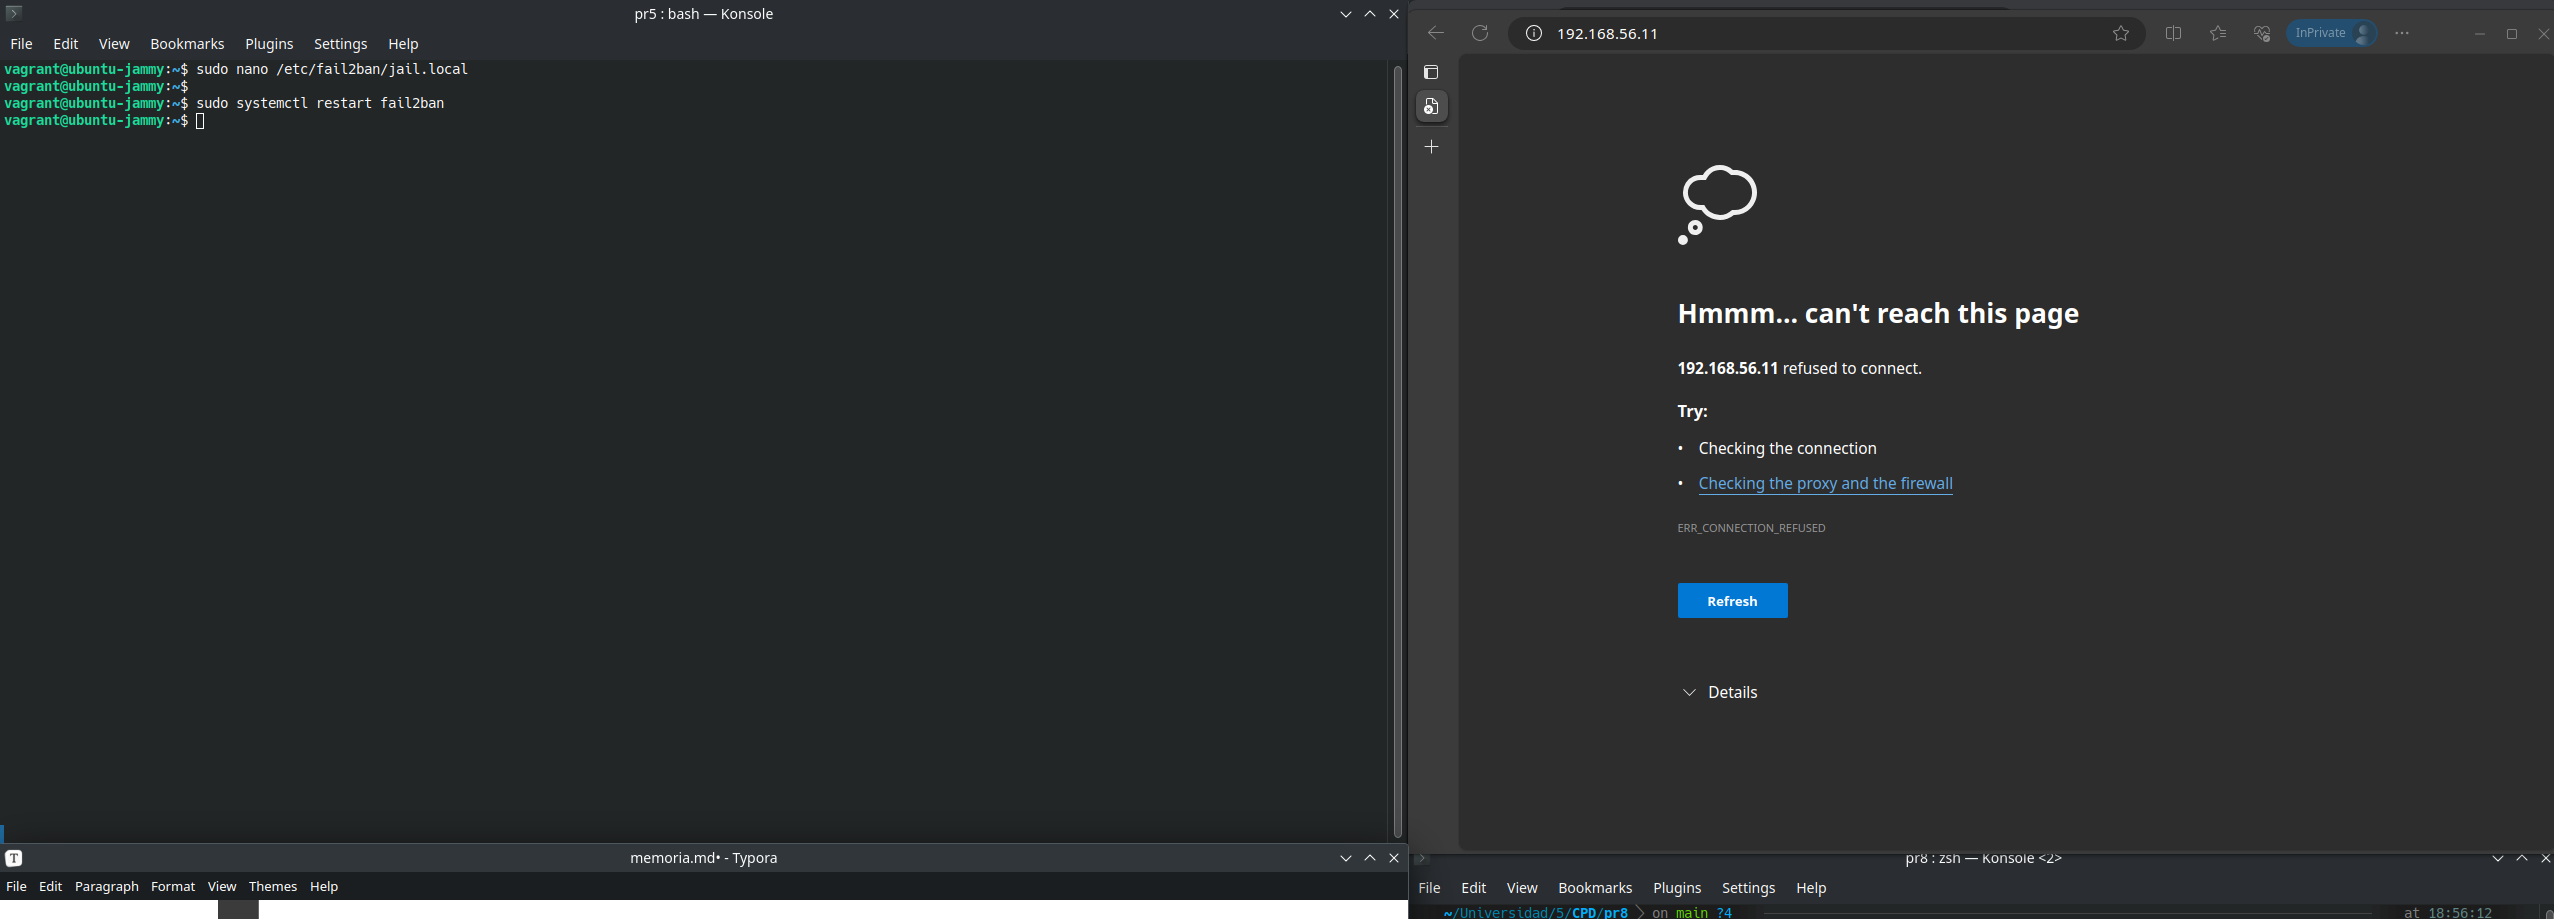 pr5 : bash — Konsole
File Edit View Bookmarks Plugins Settings Help
vagrant@ubuntu-jammy:~$ sudo nano /etc/fail2ban/jail.local
vagrant@ubuntu-jammy:~$
vagrant@ubuntu-jammy:~$ sudo systemctl restart fail2ban
vagrant@ubuntu-jammy:~$
192.168.56.11
InPrivate
Hmmm... can't reach this page
192.168.56.11 refused to connect.
Try:
• Checking the connection
• Checking the proxy and the firewall
ERR_CONNECTION_REFUSED
Refresh
Details
memoria.md• - Typora
File Edit Paragraph Format View Themes Help
pr8 : zsh — Konsole <2>
File Edit View Bookmarks Plugins Settings Help
~/Universidad/5/CPD/pr8 on main ?4 at 18:56:12